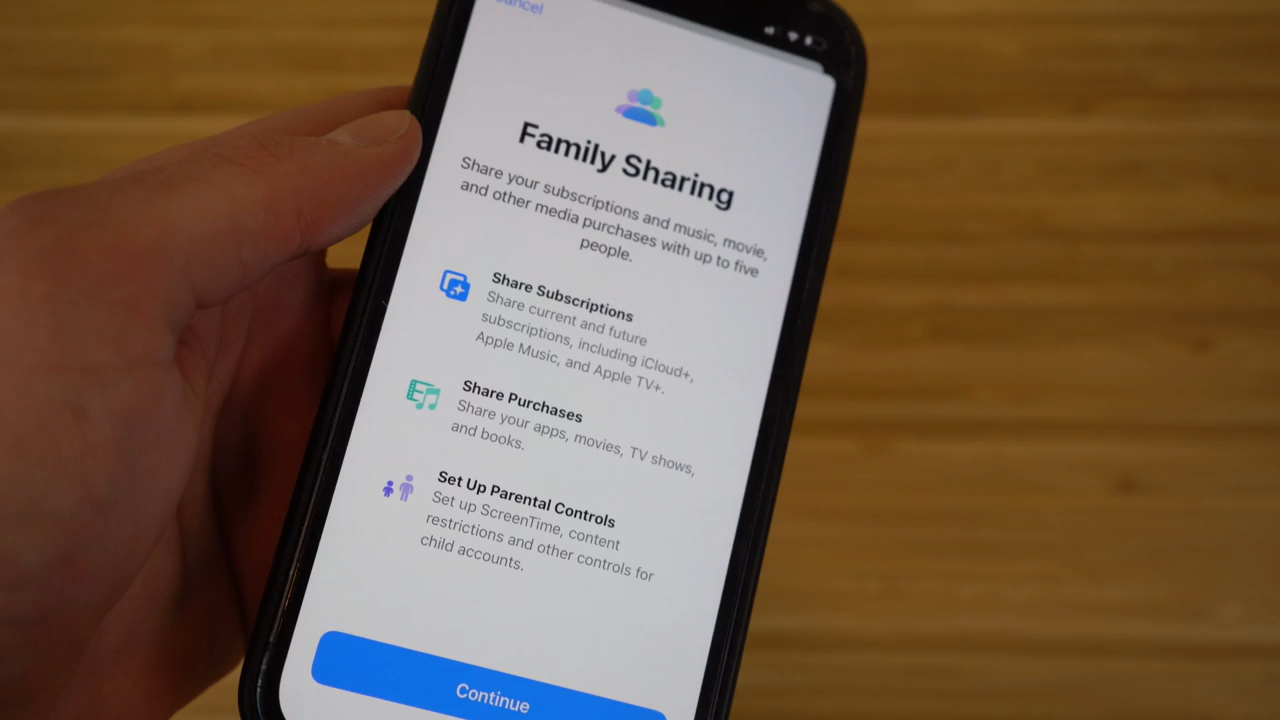 Cancel
Family Sharing
Share your subscriptions and music, movie,
and other media purchases with up to five
people.
Share Subscriptions
Share current and future
subscriptions, including iCloud+,
Apple Music, and Apple TV+.
Share Purchases
Share your apps, movies, TV shows,
and books.
Set Up Parental Controls
Set up ScreenTime, content
restrictions and other controls for
child accounts.
Continue